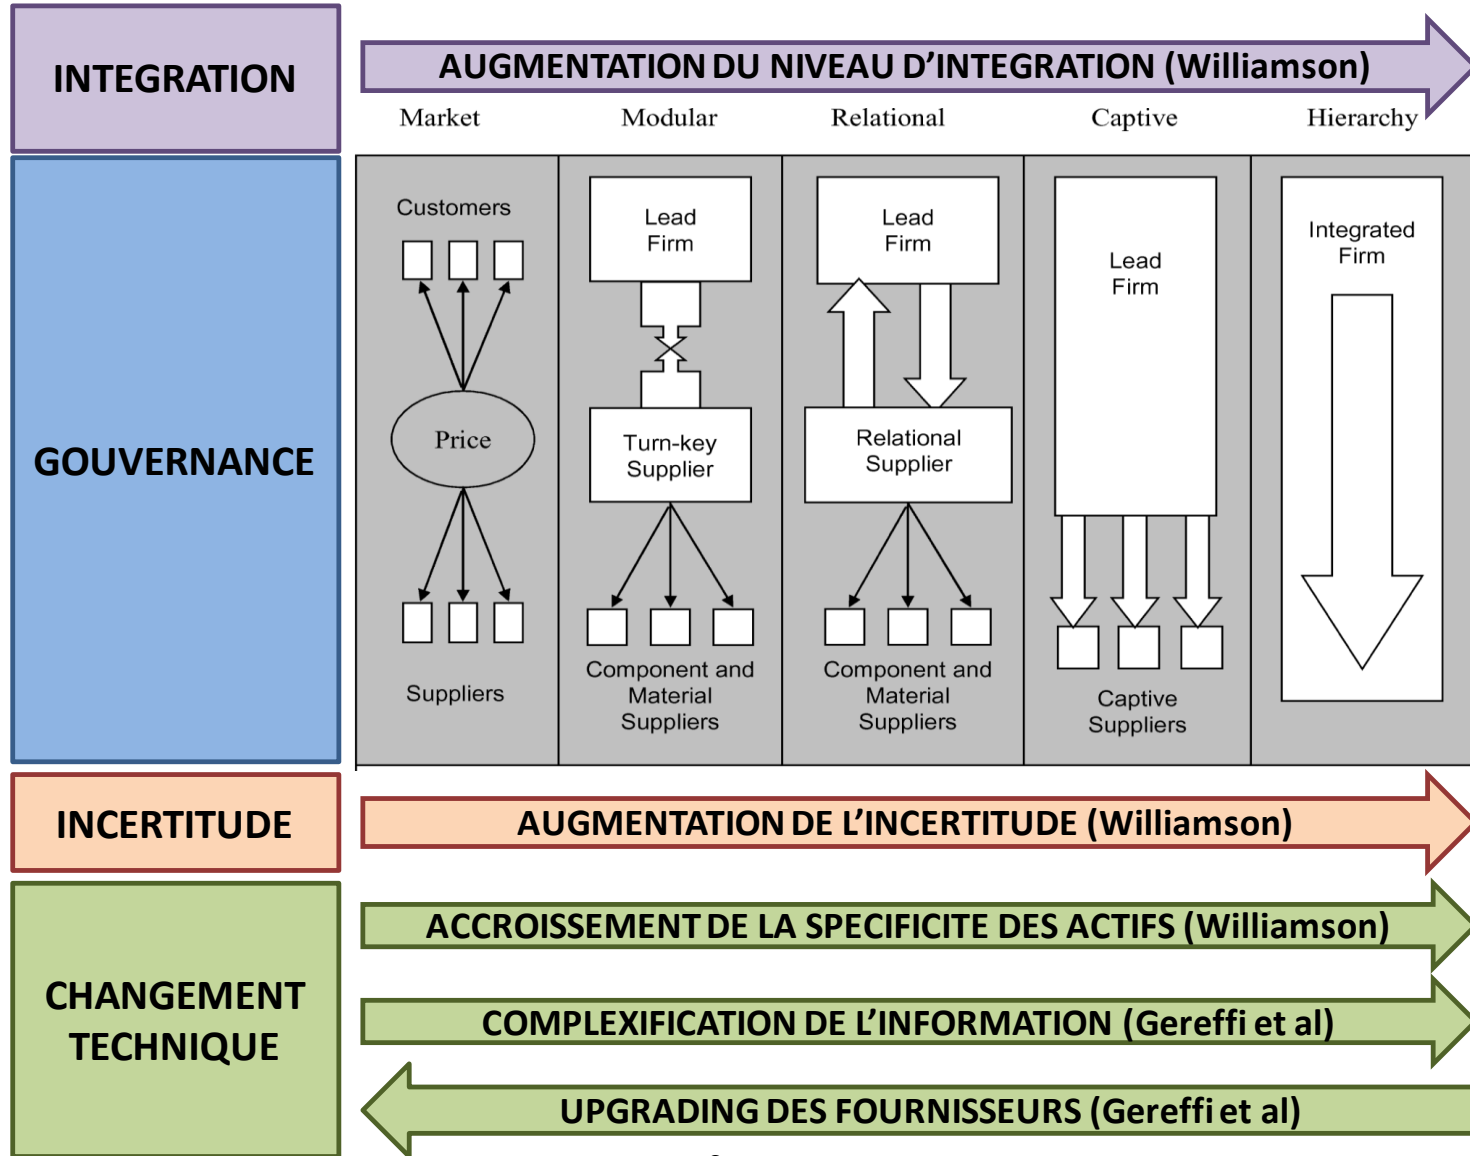 INTEGRATION
AUGMENTATION DU NIVEAU D'INTEGRATION (Williamson)
Market
Modular
Relational
Captive
Hierarchy
GOUVERNANCE
Customers
Price
Suppliers
Lead
Firm
Turn-key
Supplier
Component and
Material
Suppliers
Lead
Firm
Relational
Supplier
Component and
Material
Suppliers
Lead
Firm
Captive
Suppliers
Integrated
Firm
INCERTITUDE
AUGMENTATION DE L'INCERTITUDE (Williamson)
CHANGEMENT
TECHNIQUE
ACCROISSEMENT DE LA SPECIFICITE DES ACTIFS (Williamson)
COMPLEXIFICATION DE L'INFORMATION (Gereffi et al)
UPGRADING DES FOURNISSEURS (Gereffi et al)